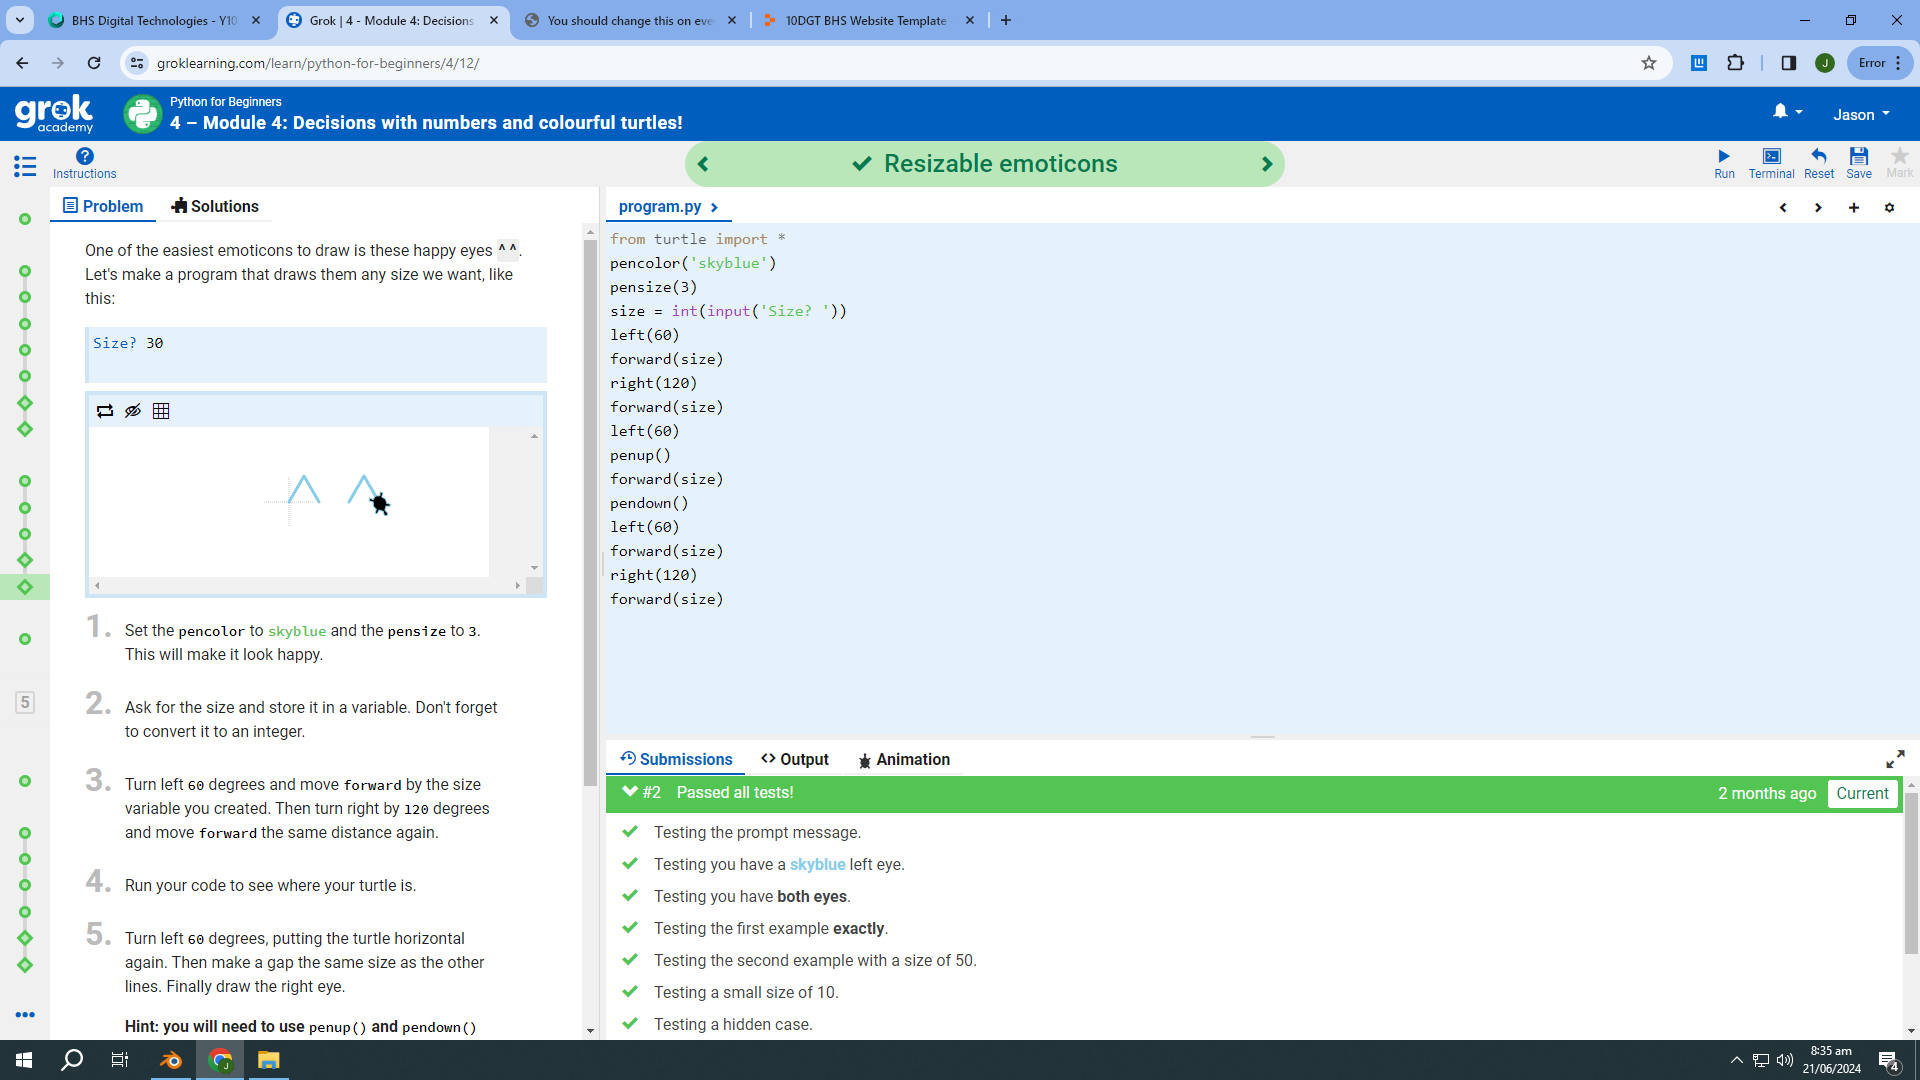 BHS Digital Technologies - Y10
Grok | 4 - Module 4: Decisions
You should change this on eve
10DGT BHS Website Template
groklearning.com/learn/python-for-beginners/4/12/
J
Error
grok
academy
Python for Beginners
4 – Module 4: Decisions with numbers and colourful turtles!
Jason
Instructions
Resizable emoticons
Run
Terminal
Reset
Save
Mark
Problem
Solutions
One of the easiest emoticons to draw is these happy eyes ^ ^.
Let's make a program that draws them any size we want, like
this:
Size? 30
1. Set the pencolor to skyblue and the pensize to 3.
This will make it look happy.
2. Ask for the size and store it in a variable. Don't forget
to convert it to an integer.
3. Turn left 60 degrees and move forward by the size
variable you created. Then turn right by 120 degrees
and move forward the same distance again.
4. Run your code to see where your turtle is.
5. Turn left 60 degrees, putting the turtle horizontal
again. Then make a gap the same size as the other
lines. Finally draw the right eye.
Hint: you will need to use penup() and pendown()
5
program.py
from turtle import *
pencolor('skyblue')
pensize(3)
size = int(input('Size? '))
left(60)
forward(size)
right(120)
forward(size)
left(60)
penup()
forward(size)
pendown()
left(60)
forward(size)
right(120)
forward(size)
Submissions
Output
Animation
#2 Passed all tests!
2 months ago
Current
Testing the prompt message.
Testing you have a skyblue left eye.
Testing you have both eyes.
Testing the first example exactly.
Testing the second example with a size of 50.
Testing a small size of 10.
Testing a hidden case.
8:35 am
21/06/2024
4